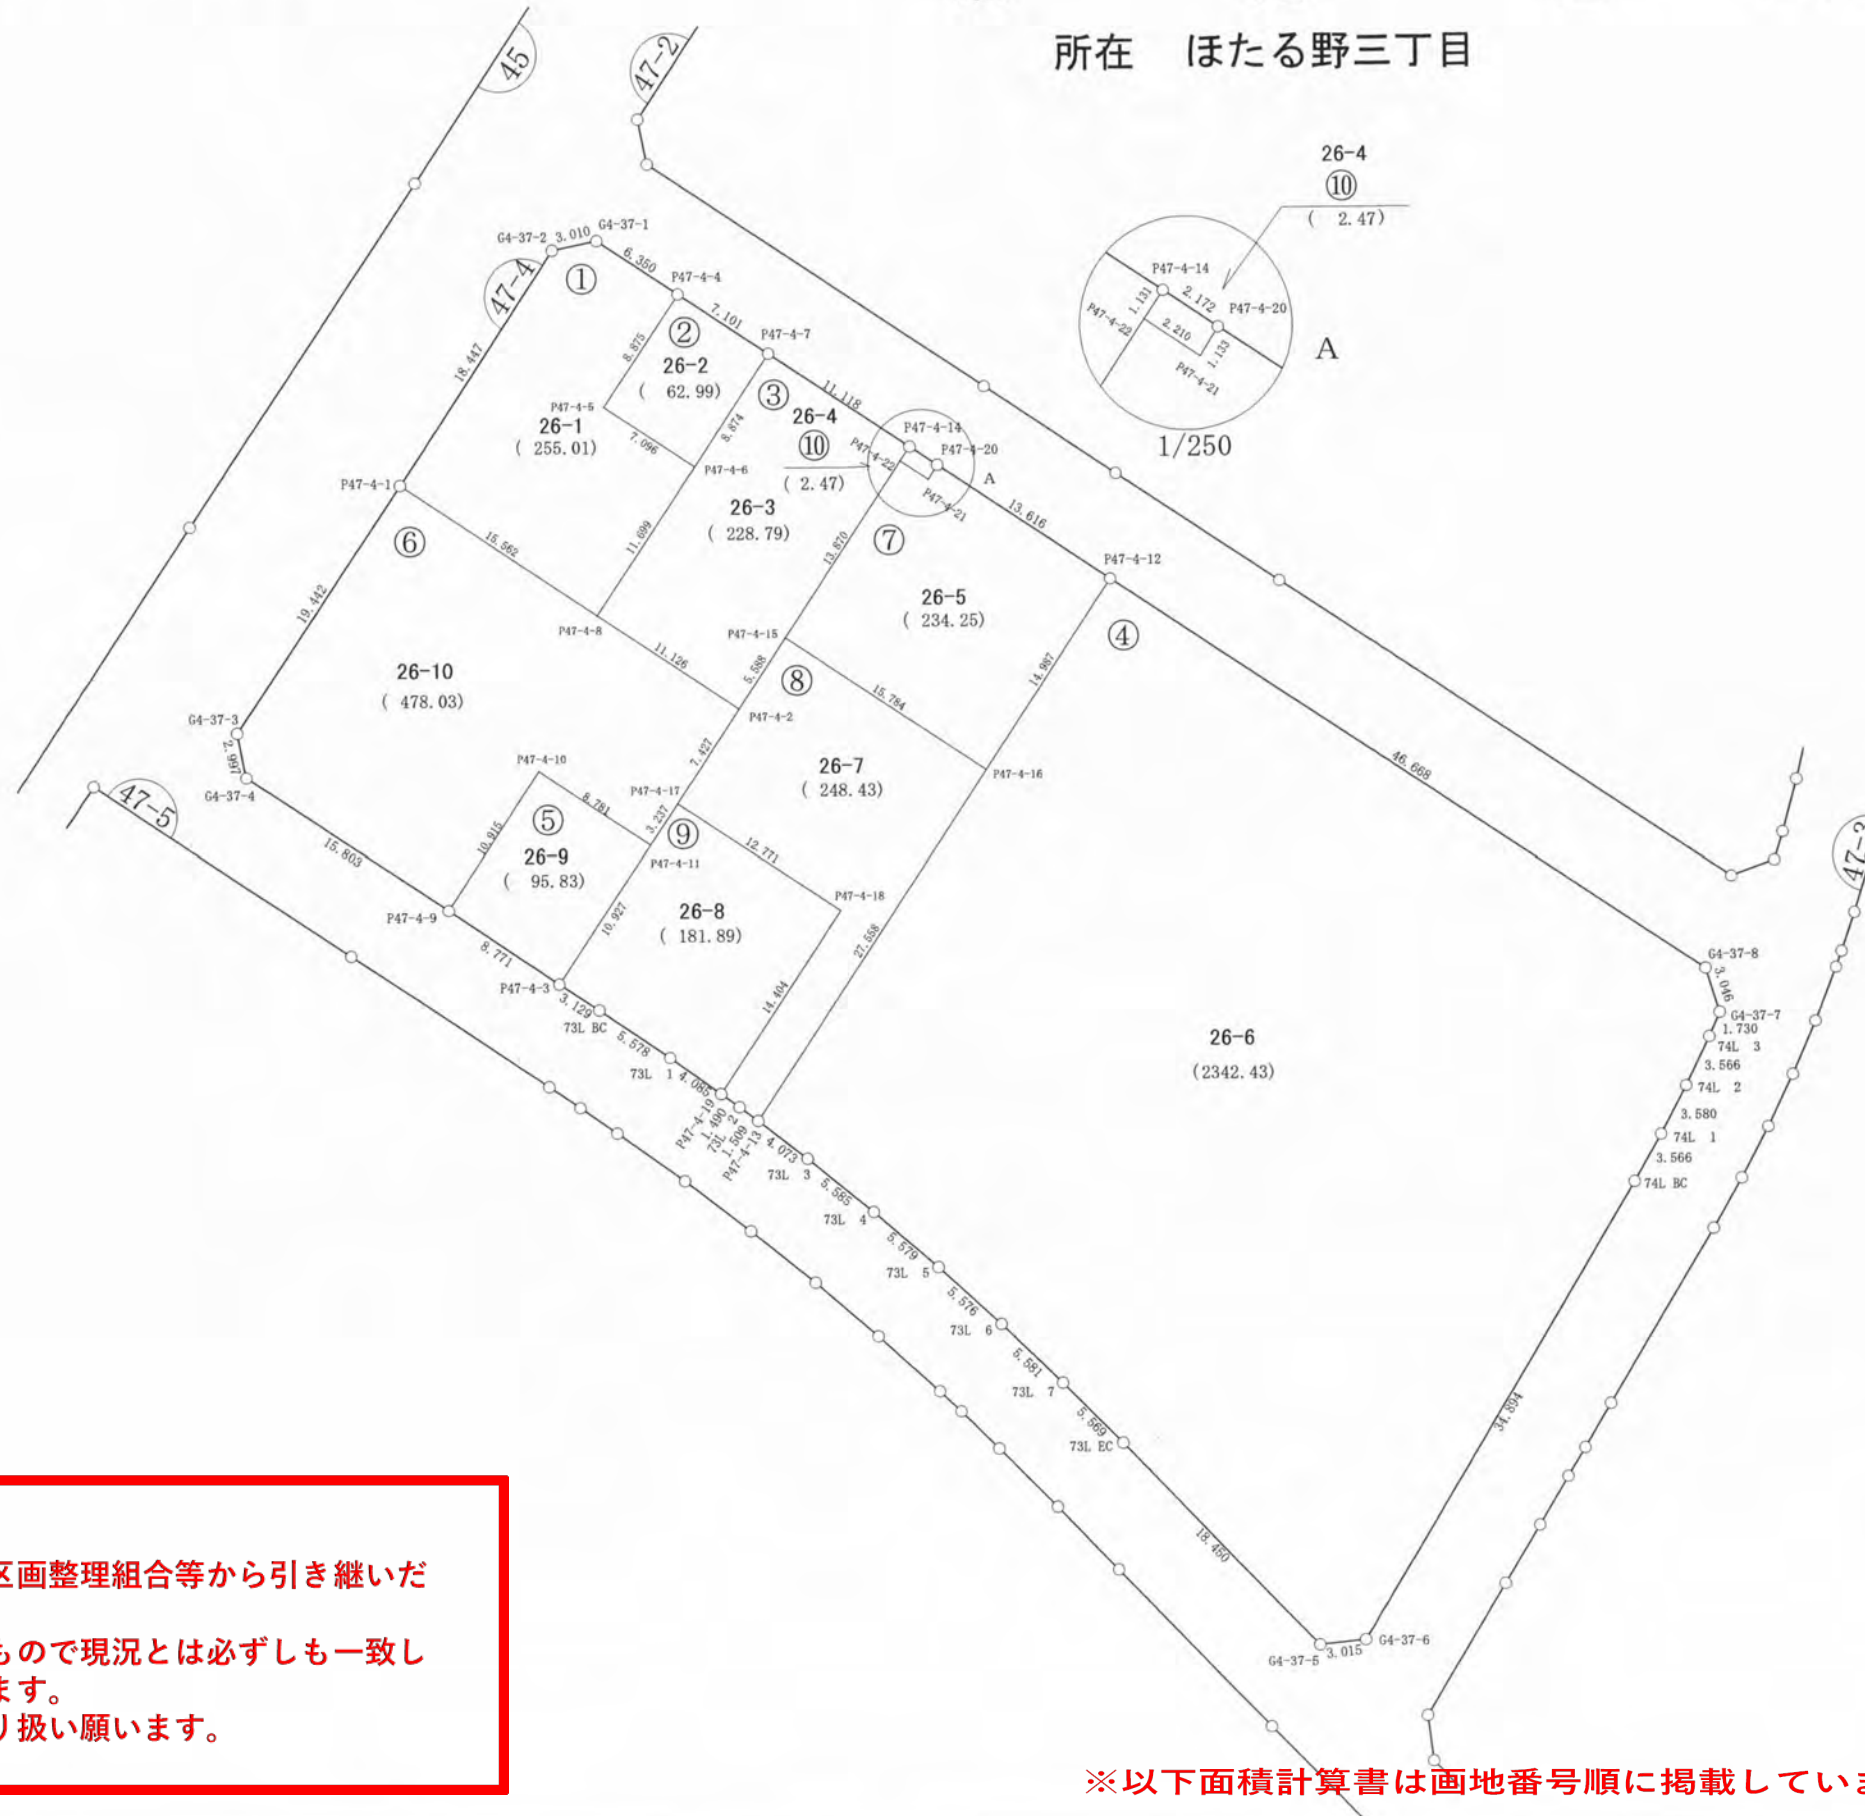 所在　ほたる野三丁目
45
47-2
26-4
⑩
( 2.47)
P47-4-14
2.172
P47-4-20
1.131
P47-4-22
2.210
1.133
P47-4-21
A
1/250
G4-37-2
3.010
G4-37-1
47-4
①
6.350
P47-4-4
7.101
P47-4-7
②
26-2
( 62.99)
8.875
18.447
P47-4-5
26-1
( 255.01)
7.096
8.874
P47-4-6
③
11.118
26-4
⑩
( 2.47)
P47-4-14
P47-4-22
P47-4-20
A
P47-4-21
26-3
( 228.79)
11.699
13.870
⑦
13.616
P47-4-12
P47-4-1
⑥
15.562
26-5
( 234.25)
④
19.442
P47-4-8
11.126
P47-4-15
5.588
⑧
15.784
14.987
26-10
( 478.03)
P47-4-2
7.427
P47-4-16
46.668
G4-37-3
2.997
G4-37-4
47-5
P47-4-10
8.781
P47-4-17
26-7
( 248.43)
3.237
⑤
26-9
( 95.83)
10.915
⑨
P47-4-11
12.771
15.803
P47-4-18
47-3
P47-4-9
26-8
( 181.89)
10.927
27.558
8.771
P47-4-3
3.129
73L BC
5.578
73L 1
4.085
14.404
P47-4-19
1.490
73L 2
1.509
P47-4-13
4.073
73L 3
5.585
73L 4
5.579
73L 5
5.576
73L 6
5.581
73L 7
5.569
73L EC
26-6
(2342.43)
G4-37-8
3.046
G4-37-7
1.730
74L 3
3.566
74L 2
3.580
74L 1
3.566
74L BC
34.894
18.450
G4-37-5
3.015
G4-37-6
区画整理組合等から引き継いだ
もので現況とは必ずしも一致し
ます。
り扱い願います。
※以下面積計算書は画地番号順に掲載していま